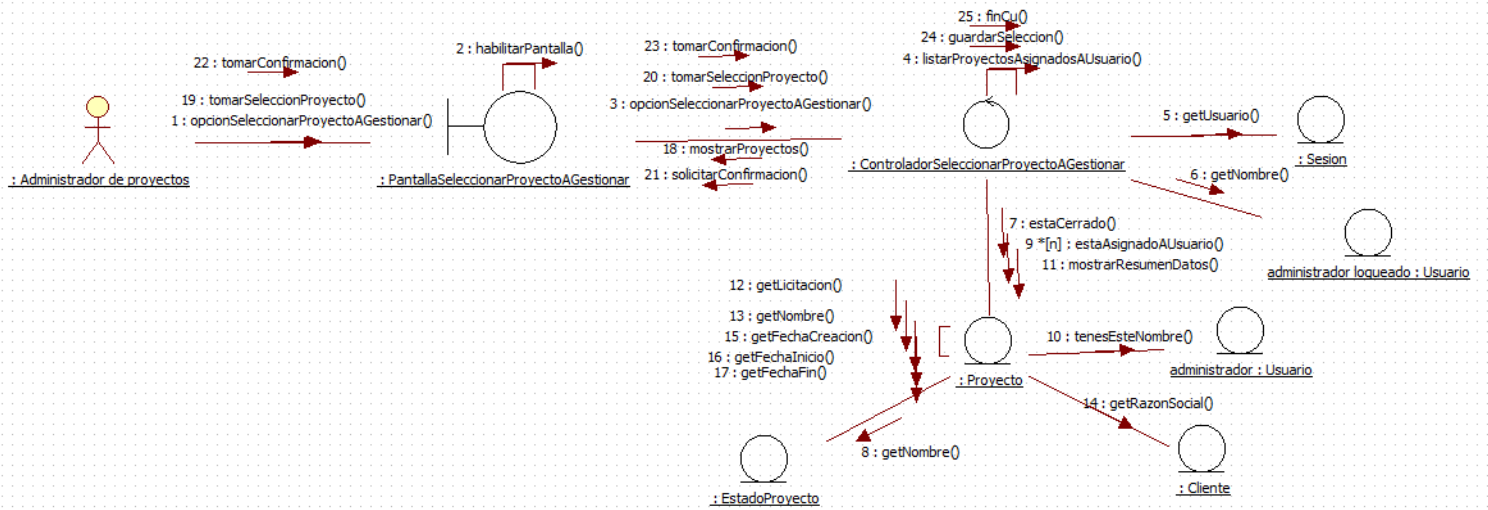 25 : finCu()
24 : guardarSeleccion()
4 : listarProyectosAsignadosAUsuario()
23 : tomarConfirmacion()
2 : habilitarPantalla()
22 : tomarConfirmacion()
20 : tomarSeleccionProyecto()
19 : tomarSeleccionProyecto()
3 : opcionSeleccionarProyectoAGestionar()
1 : opcionSeleccionarProyectoAGestionar()
5 : getUsuario()
18 : mostrarProyectos()
: Sesion
: ControladorSeleccionarProyectoAGestionar
21 : solicitarConfirmacion()
6 : getNombre()
: Administrador de proyectos
: PantallaSeleccionarProyectoAGestionar
7 : estaCerrado()
9 *[n] : estaAsignadoAUsuario()
11 : mostrarResumenDatos()
administrador logueado : Usuario
12 : getLicitacion()
13 : getNombre()
15 : getFechaCreacion()
16 : getFechaInicio()
17 : getFechaFin()
10 : tenesEsteNombre()
administrador : Usuario
: Proyecto
14 : getRazonSocial()
8 : getNombre()
: Cliente
: EstadoProyecto